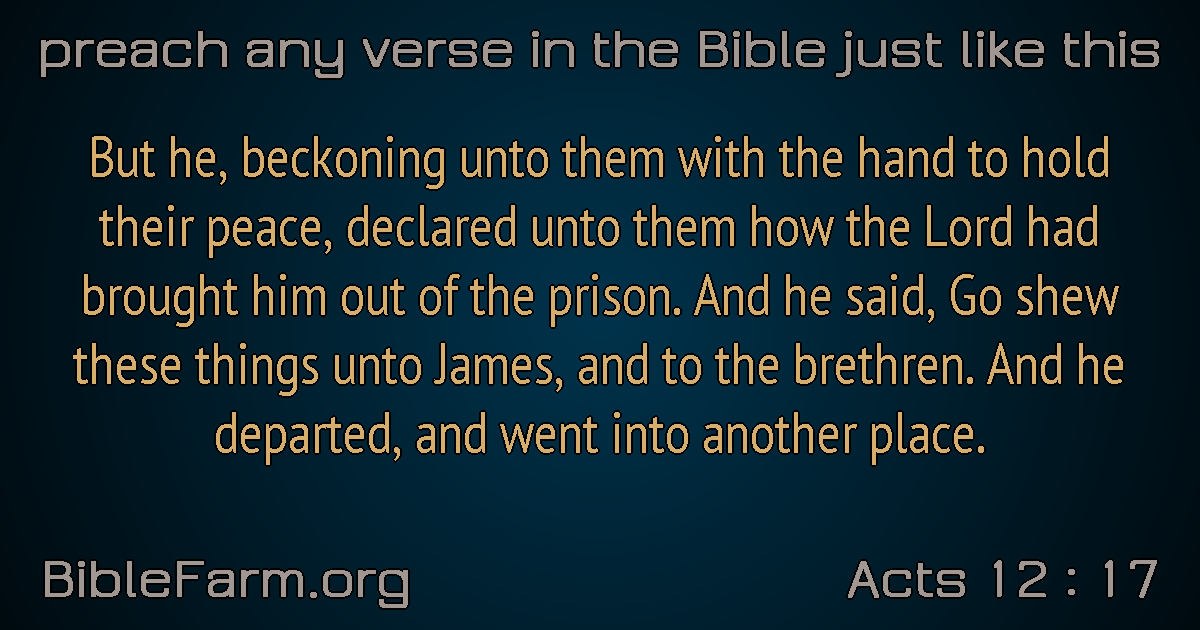 preach any verse in the Bible just like this
But he, beckoning unto them with the hand to hold
their peace, declared unto them how the Lord had
brought him out of the prison. And he said, Go shew
these things unto James, and to the brethren. And he
departed, and went into another place.
BibleFarm.org
Acts 12 : 17